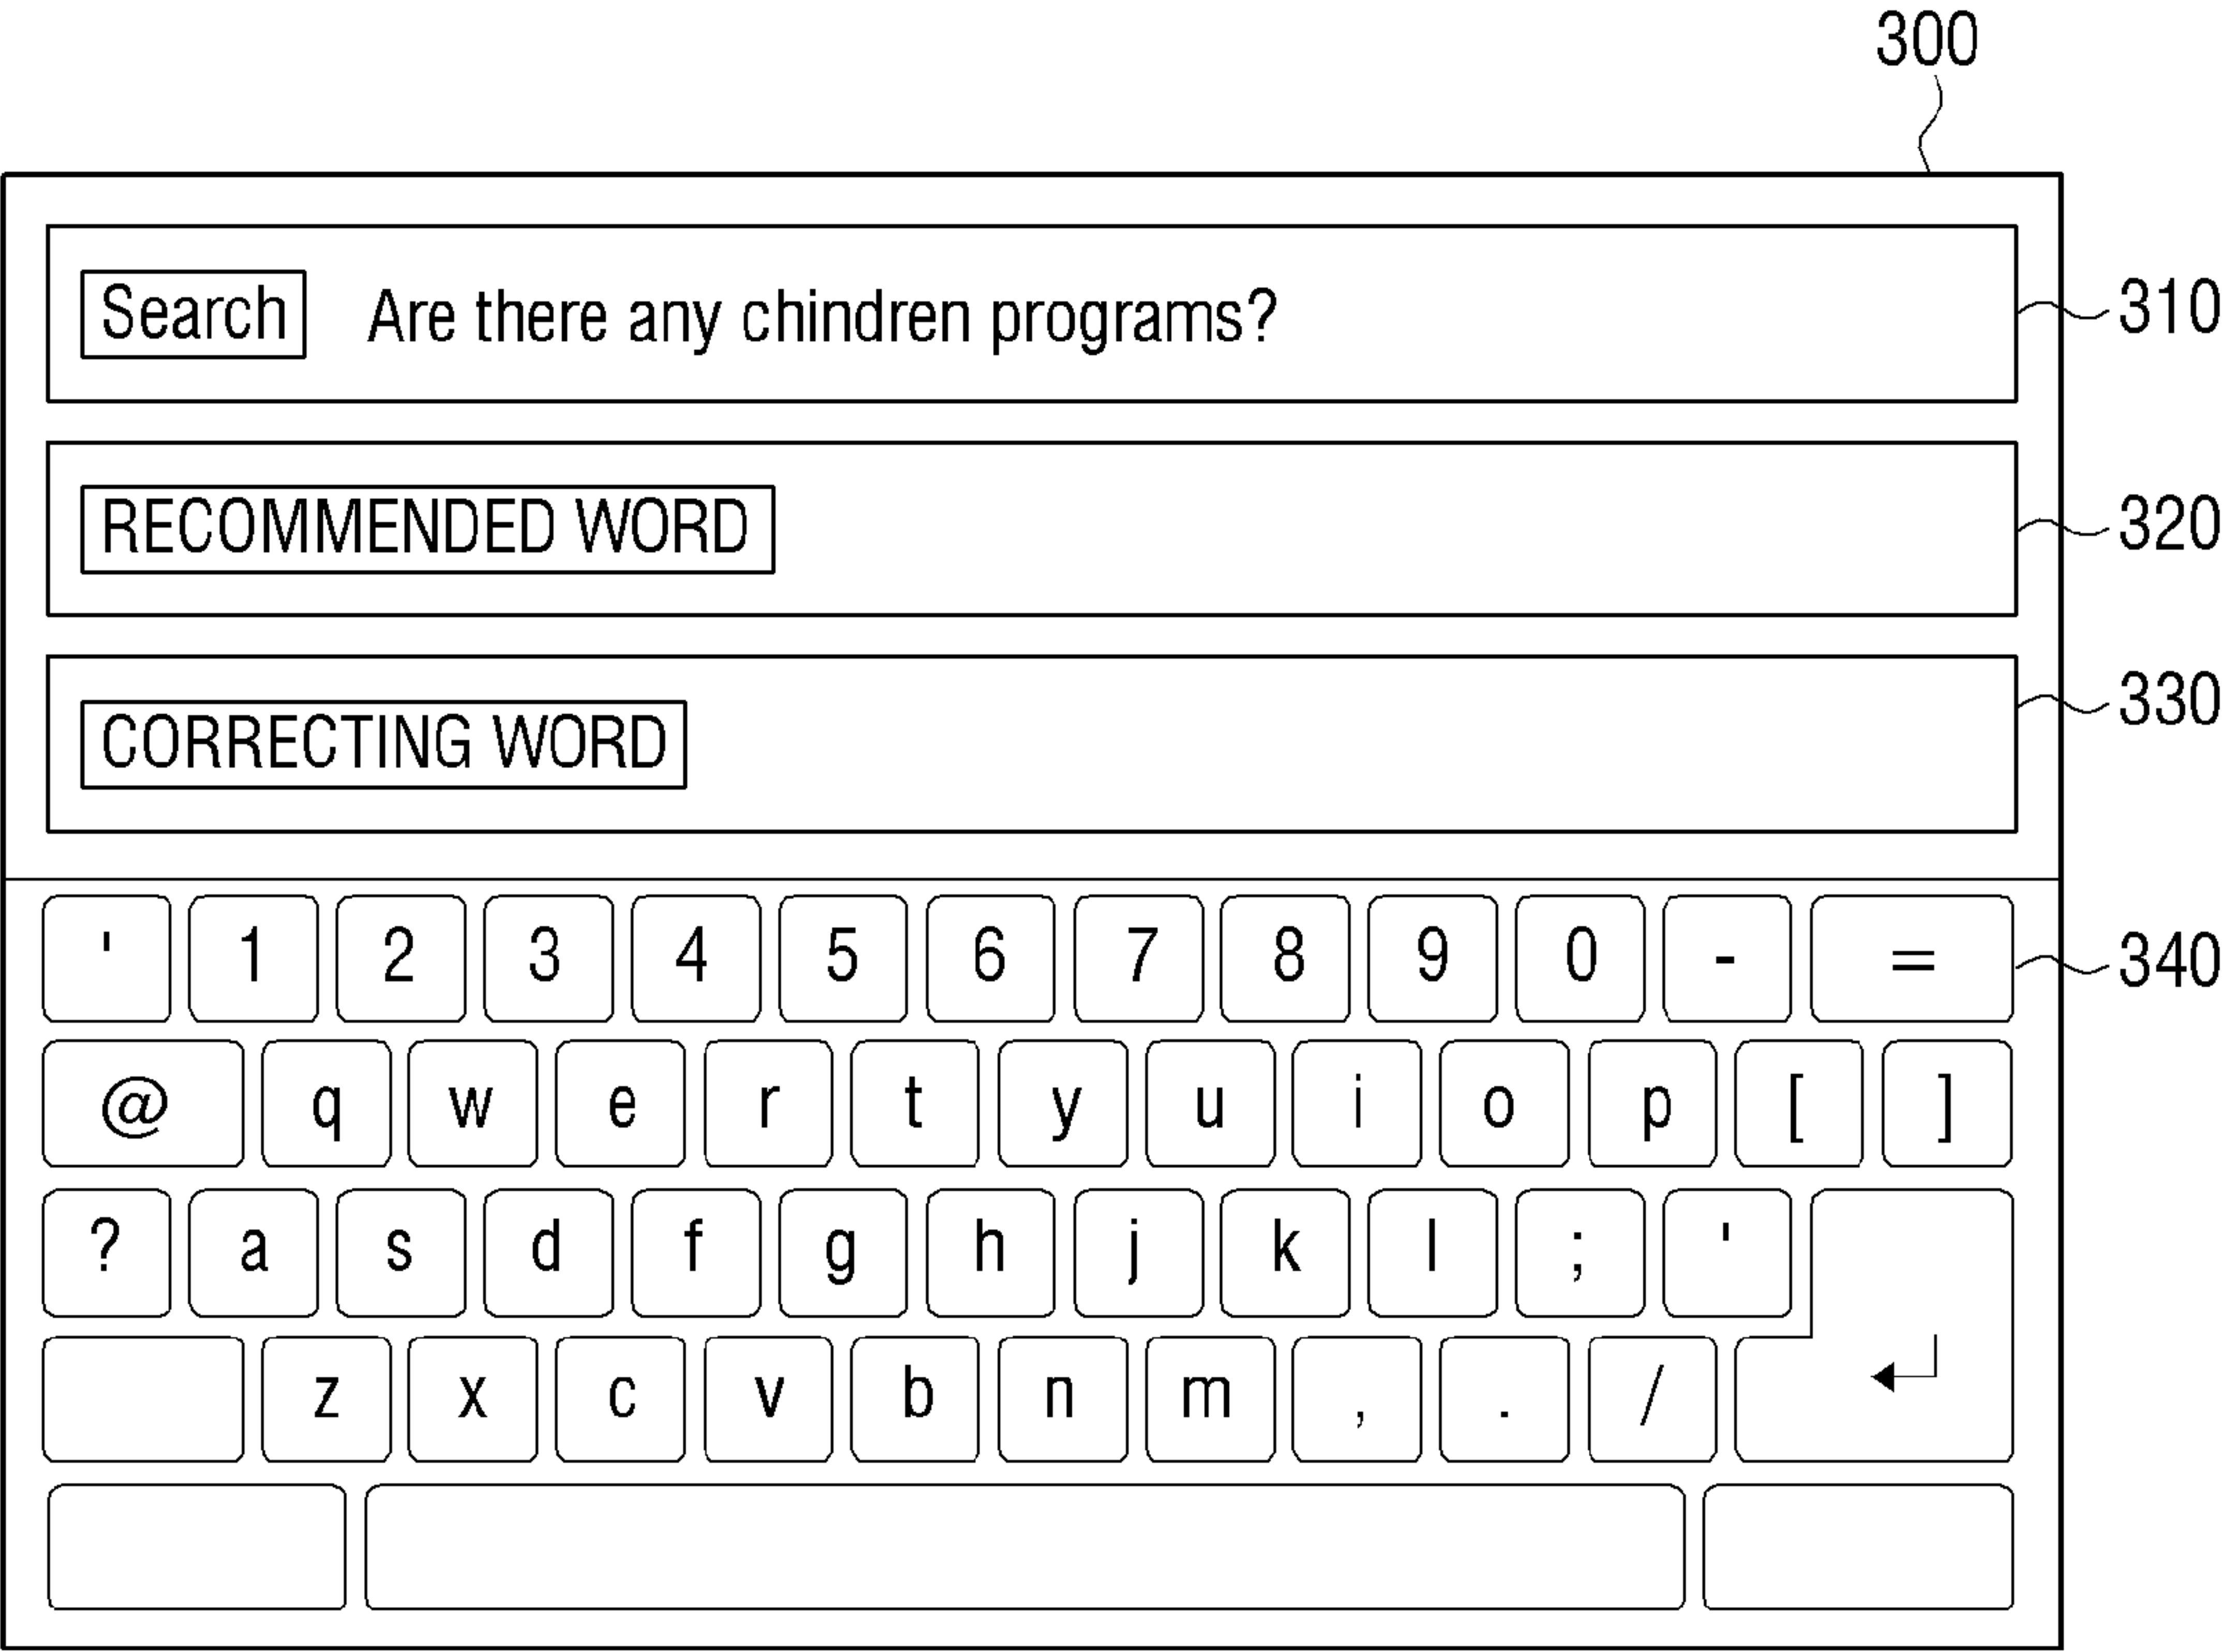 300
Search Are there any chindren programs? 310
RECOMMENDED WORD 320
CORRECTING WORD 330
' 1 2 3 4 5 6 7 8 9 0 - = 340
@ q w e r t y u i o p [ ]
? a s d f g h j k l ; '
z x c v b n m , . /